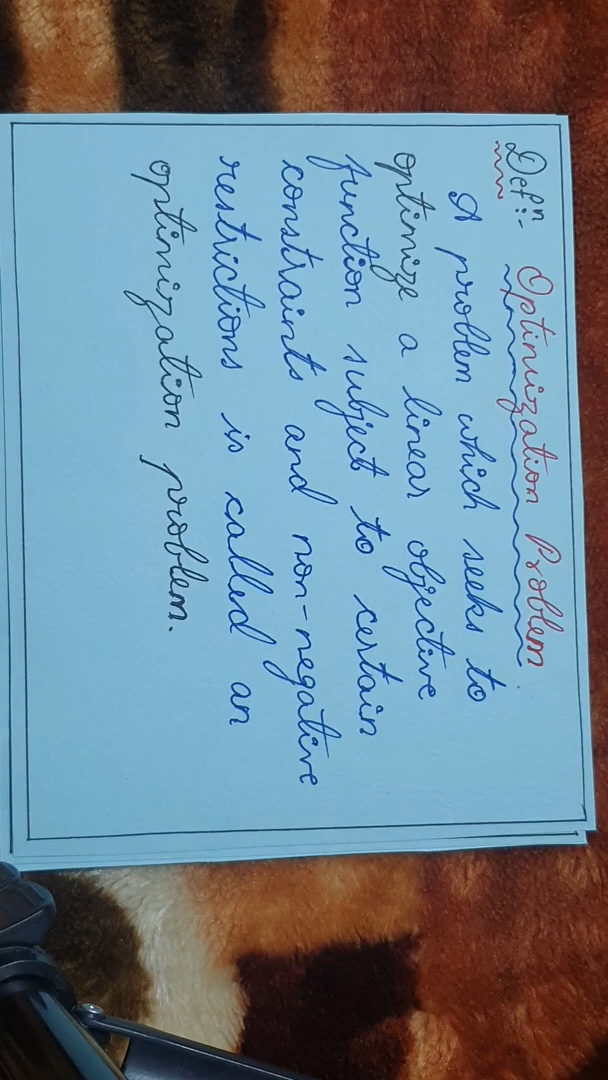 Defⁿ:- Optimization Problem
A problem which seeks to
optimize a linear objective
function subject to certain
constraints and non-negative
restrictions is called an
optimization problem.